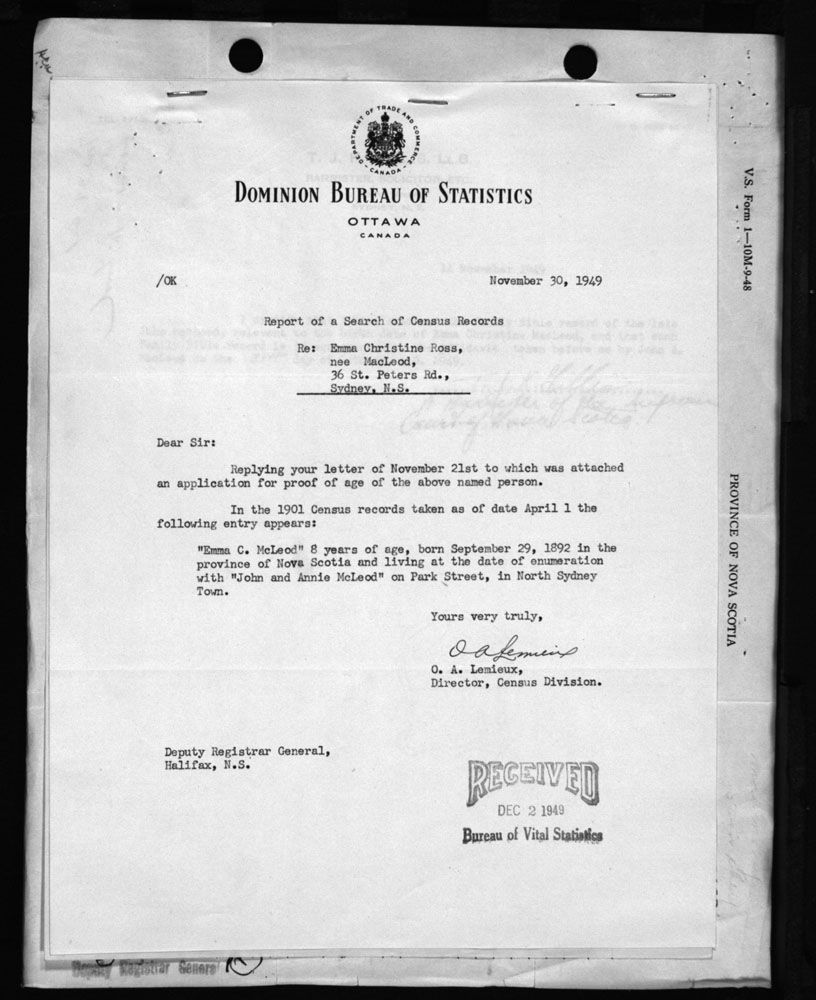 DEPARTMENT OF TRADE AND COMMERCE
CANADA
DOMINION BUREAU OF STATISTICS
OTTAWA
CANADA
/OK
November 30, 1949
Report of a Search of Census Records
Re: Emma Christine Ross,
nee MacLeod,
36 St. Peters Rd.,
Sydney, N.S.
Dear Sir:
Replying your letter of November 21st to which was attached
an application for proof of age of the above named person.
In the 1901 Census records taken as of date April 1 the
following entry appears:
"Emma C. McLeod" 8 years of age, born September 29, 1892 in the
province of Nova Scotia and living at the date of enumeration
with "John and Annie McLeod" on Park Street, in North Sydney
Town.
Yours very truly,
O A Lemieux
O. A. Lemieux,
Director, Census Division.
Deputy Registrar General,
Halifax, N.S.
RECEIVED
DEC 2 1949
Bureau of Vital Statistics
V.S. Form 1—10M-9-48
PROVINCE OF NOVA SCOTIA
Deputy Registrar General